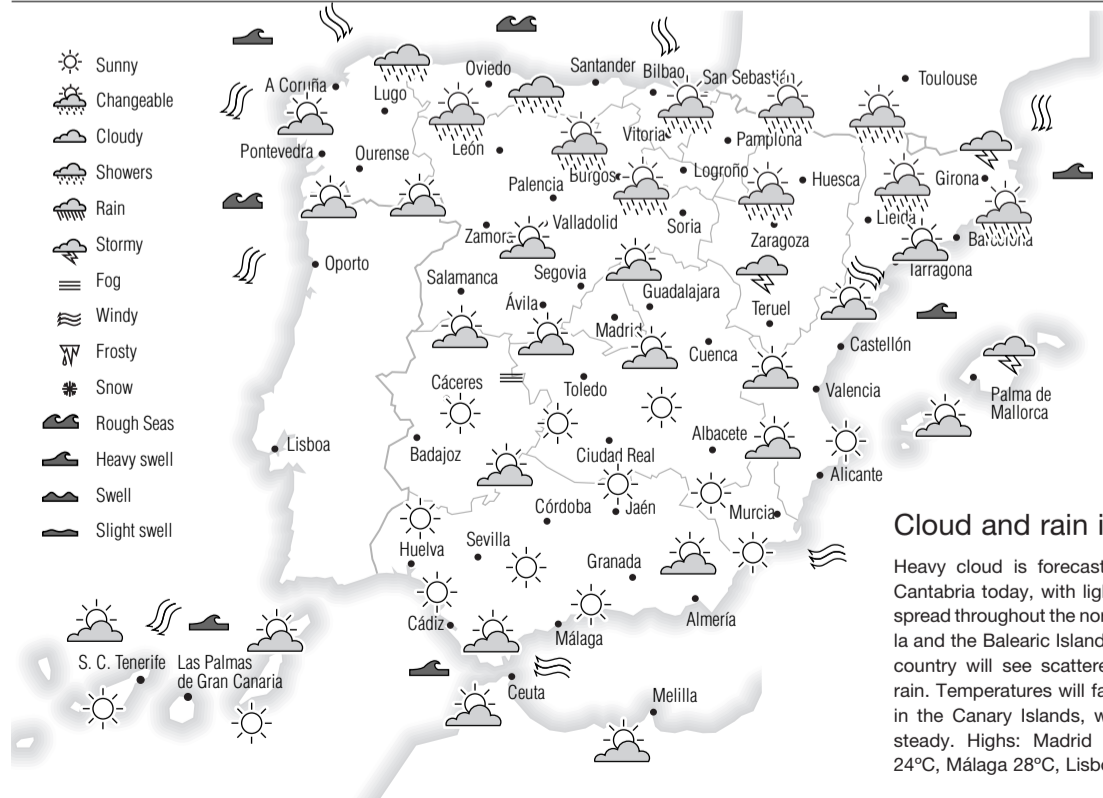 Sunny
Changeable
Cloudy
Showers
Rain
Stormy
Fog
Windy
Frosty
Snow
Rough Seas
Heavy swell
Swell
Slight swell
A Coruña
Lugo
Oviedo
Santander
Bilbao
San Sebastián
Toulouse
Pontevedra
Ourense
León
Vitoria
Pamplona
Palencia
Burgos
Logroño
Huesca
Girona
Zamora
Valladolid
Soria
Zaragoza
Lleida
Barcelona
Tarragona
Oporto
Salamanca
Segovia
Guadalajara
Ávila
Madrid
Teruel
Cuenca
Castellón
Cáceres
Toledo
Valencia
Palma de
Mallorca
Lisboa
Badajoz
Ciudad Real
Albacete
Alicante
Córdoba
Jaén
Murcia
Huelva
Sevilla
Granada
Cádiz
Málaga
Almería
S. C. Tenerife
Las Palmas
de Gran Canaria
Ceuta
Melilla
Cloud and rain i
Heavy cloud is forecast
Cantabria today, with ligh
spread throughout the nor
la and the Balearic Island
country will see scattere
rain. Temperatures will fa
in the Canary Islands, w
steady. Highs: Madrid
24ºC, Málaga 28ºC, Lisbo